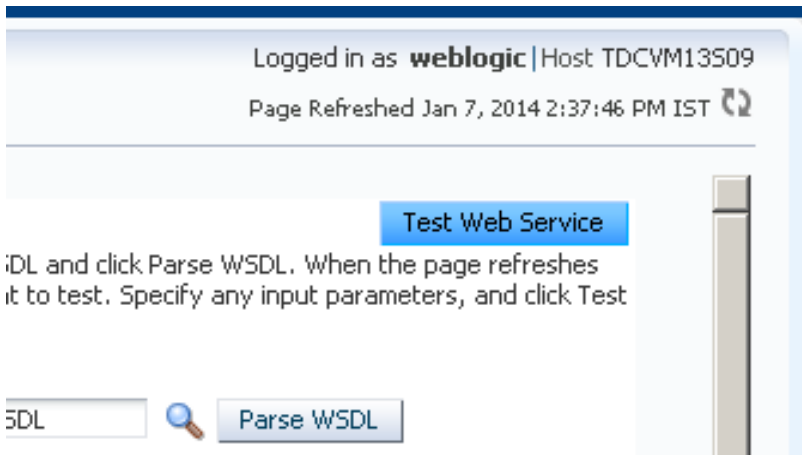 Logged in as weblogic|Host TDCVM13S09
Page Refreshed Jan 7, 2014 2:37:46 PM IST
Test Web Service
and click Parse WSDL. When the page refreshes
to test. Specify any input parameters, and click Test
Parse WSDL